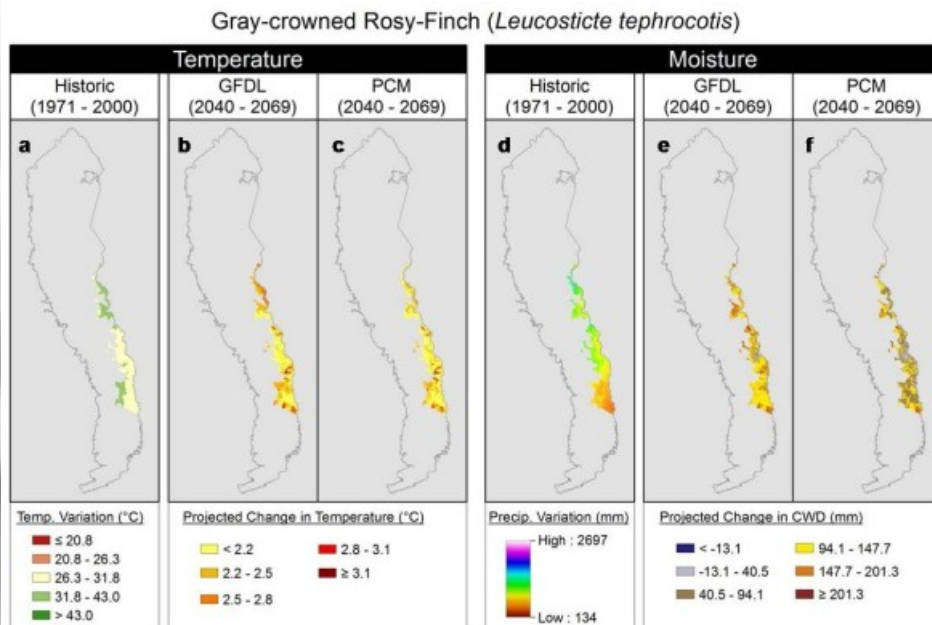 Gray-crowned Rosy-Finch (Leucosticte tephrocotis)
Temperature
Moisture
Historic
(1971 - 2000)
GFDL
(2040 - 2069)
PCM
(2040 - 2069)
Historic
(1971 - 2000)
GFDL
(2040 - 2069)
PCM
(2040 - 2069)
a
b
c
d
e
f
Temp. Variation (°C)
≤ 20.8
20.8 - 26.3
26.3 - 31.8
31.8 - 43.0
> 43.0
Projected Change in Temperature (°C)
< 2.2
2.2 - 2.5
2.5 - 2.8
2.8 - 3.1
≥ 3.1
Precip. Variation (mm)
High : 2697
Low : 134
Projected Change in CWD (mm)
< -13.1
-13.1 - 40.5
40.5 - 94.1
94.1 - 147.7
147.7 - 201.3
≥ 201.3